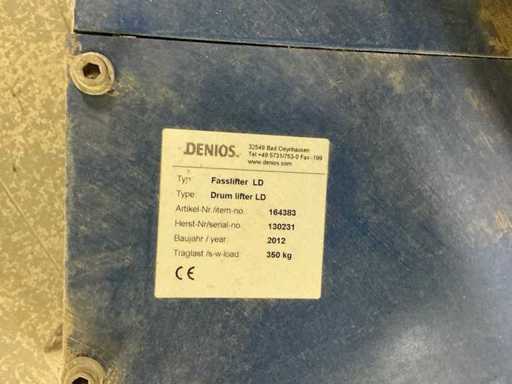 DENIOS.
32549 Bad Oeynhausen
Tel.+49 5731/753-0 Fax -199
www.denios.com
Typ: Fasslifter LD
Type: Drum lifter LD
Artikel-Nr./item-no. 164383
Herst-Nr/serial-no. 130231
Baujahr / year: 2012
Traglast /s-w-load: 350 kg
CE